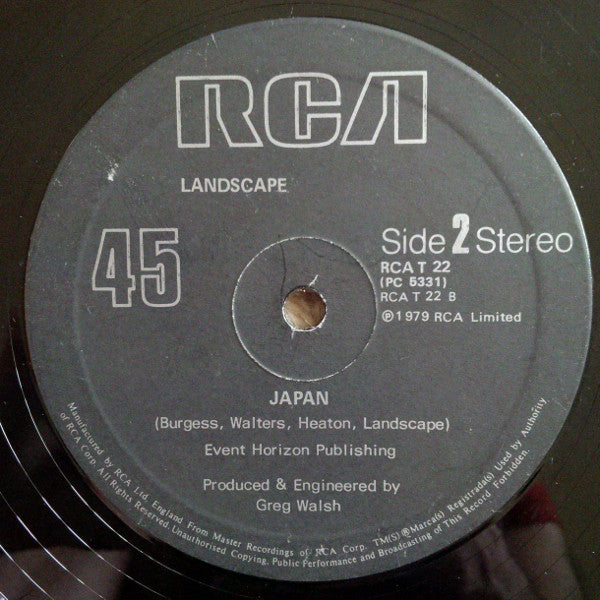 RCA
LANDSCAPE
45
Side 2 Stereo
RCA T 22
(PC 5331)
RCA T 22 B
℗1979 RCA Limited
JAPAN
(Burgess, Walters, Heaton, Landscape)
Event Horizon Publishing
Produced & Engineered by
Greg Walsh
Manufactured by RCA Ltd. England From Master Recordings of RCA Corp. TM(S)®Marca(s) Registrada(s) Used by Authority
of RCA Corp. All Rights Reserved.Unauthorised Copying, Public Performance and Broadcasting of This Record Forbidden.